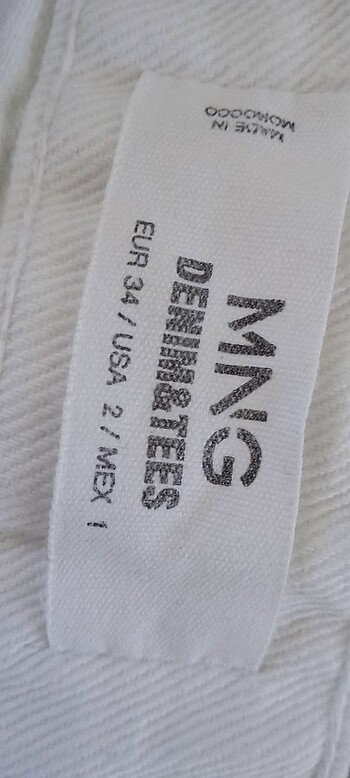 MNG
DENIM&TEES
EUR 34 / USA 2 / MEX 1
MADE IN
MOROCCO